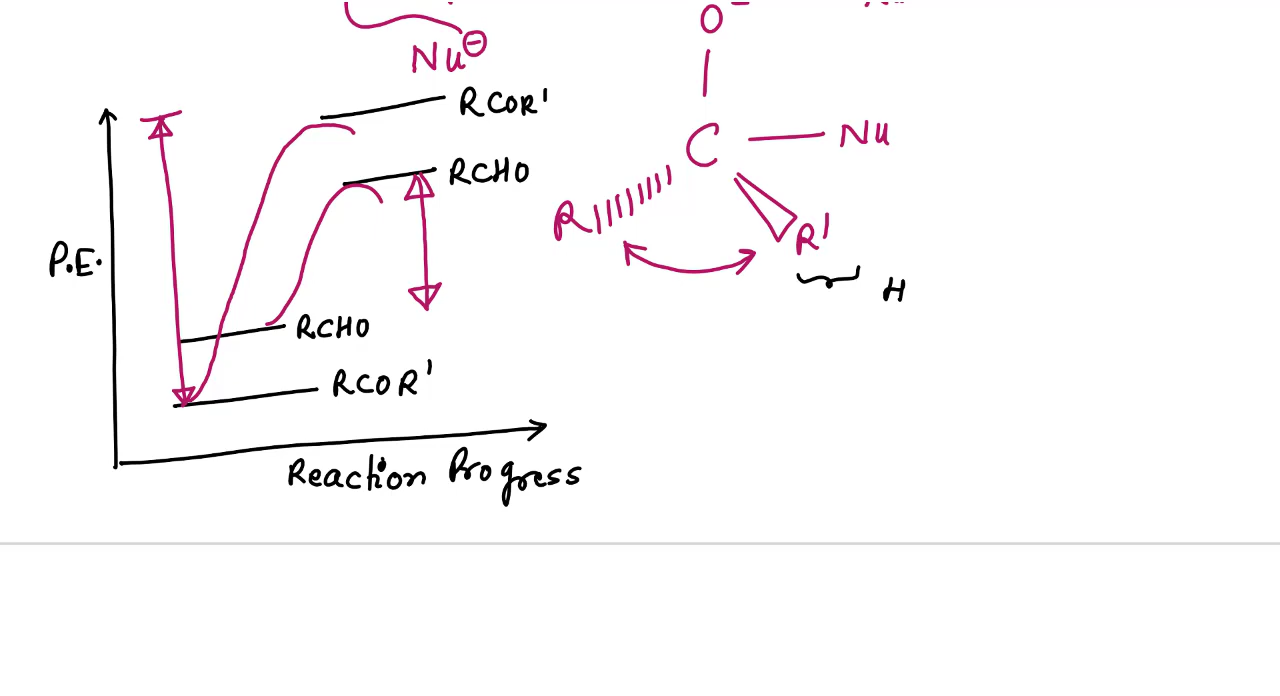 O
Nu⊖
RCOR'
C — Nu
RCHO
R
R'
P.E.
H
RCHO
RCOR'
Reaction Progress